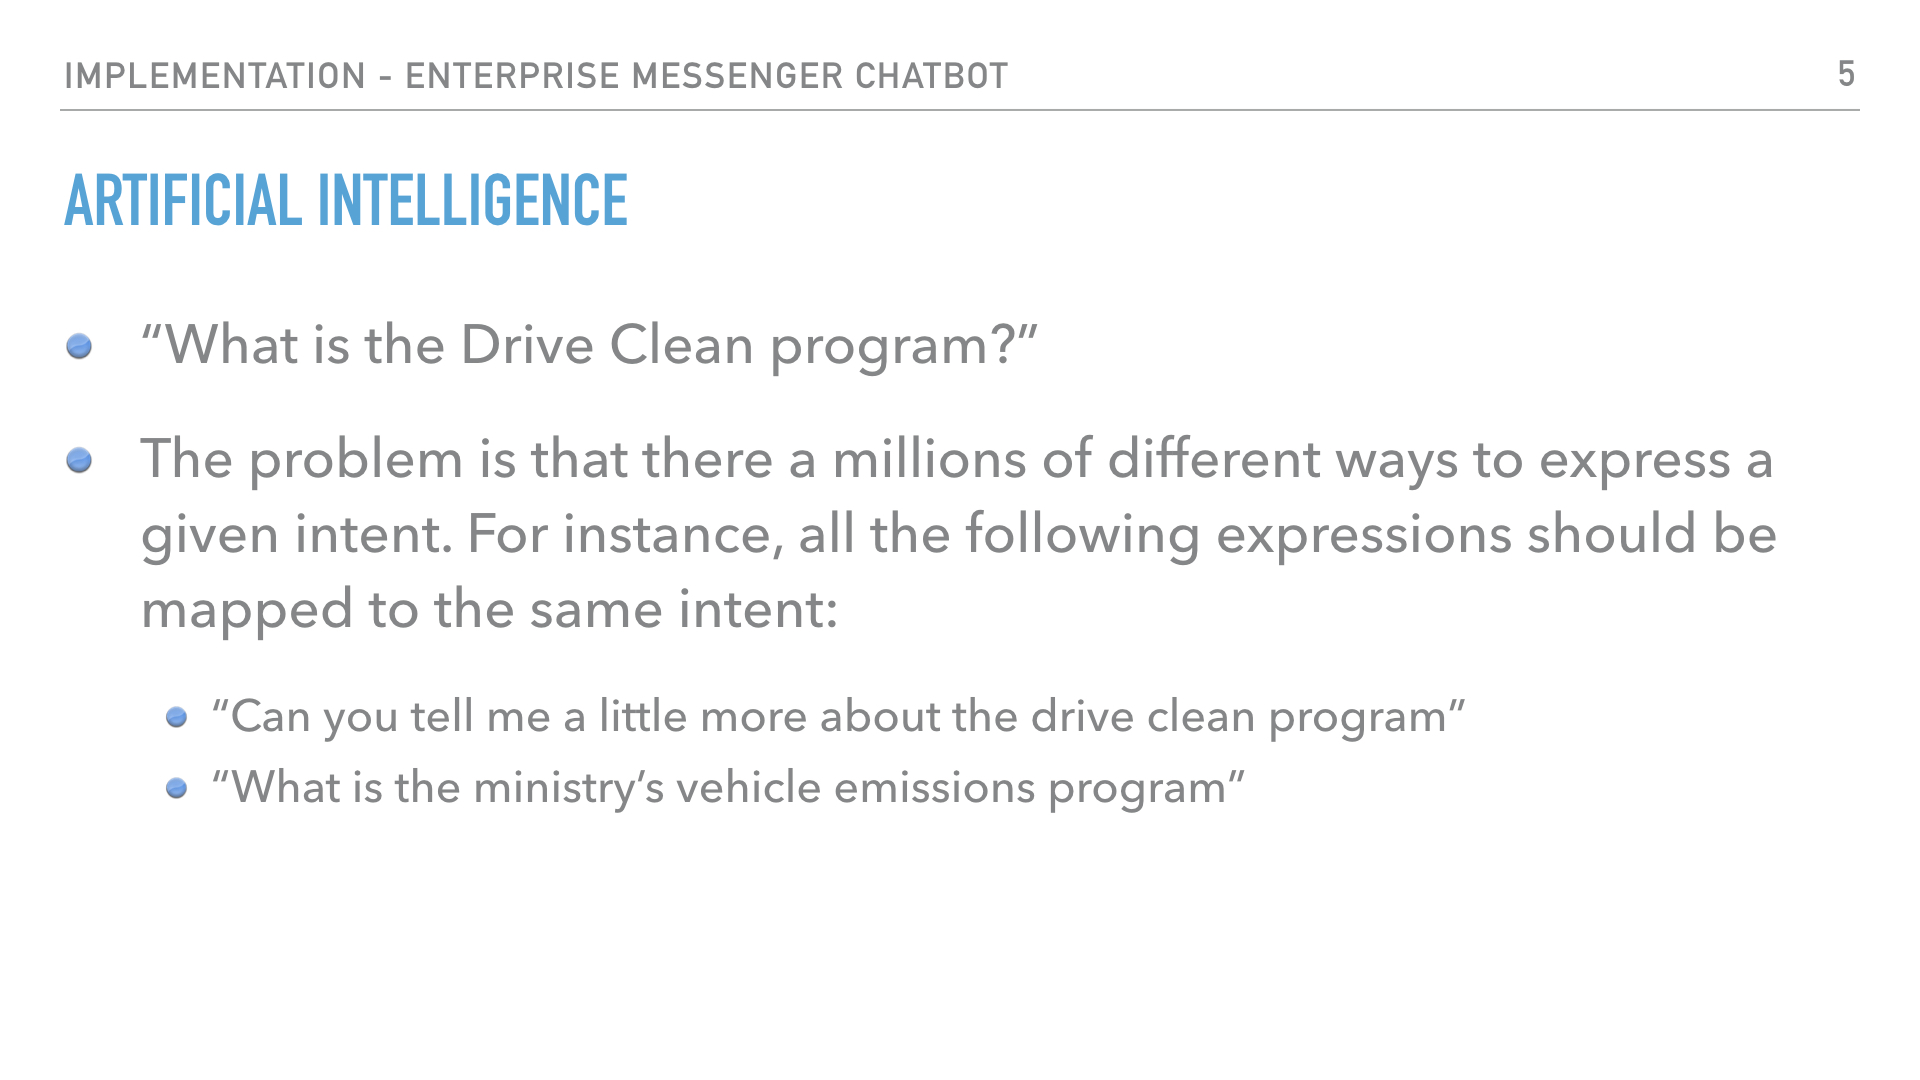 IMPLEMENTATION - ENTERPRISE MESSENGER CHATBOT
5
ARTIFICIAL INTELLIGENCE
“What is the Drive Clean program?”
The problem is that there a millions of different ways to express a
given intent. For instance, all the following expressions should be
mapped to the same intent:
“Can you tell me a little more about the drive clean program”
“What is the ministry’s vehicle emissions program”